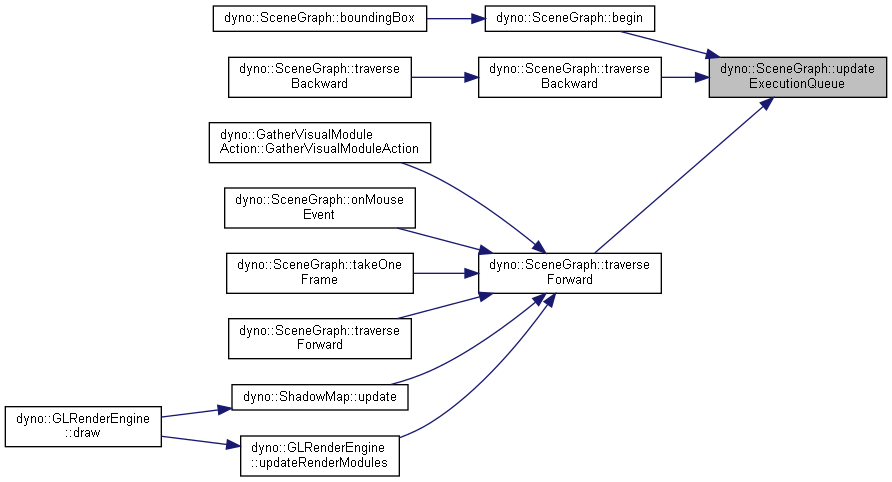 dyno::SceneGraph::boundingBox
dyno::SceneGraph::begin
dyno::SceneGraph::update
ExecutionQueue
dyno::SceneGraph::traverse
Backward
dyno::SceneGraph::traverse
Backward
dyno::GatherVisualModule
Action::GatherVisualModuleAction
dyno::SceneGraph::onMouse
Event
dyno::SceneGraph::takeOne
Frame
dyno::SceneGraph::traverse
Forward
dyno::SceneGraph::traverse
Forward
dyno::ShadowMap::update
dyno::GLRenderEngine
::draw
dyno::GLRenderEngine
::updateRenderModules